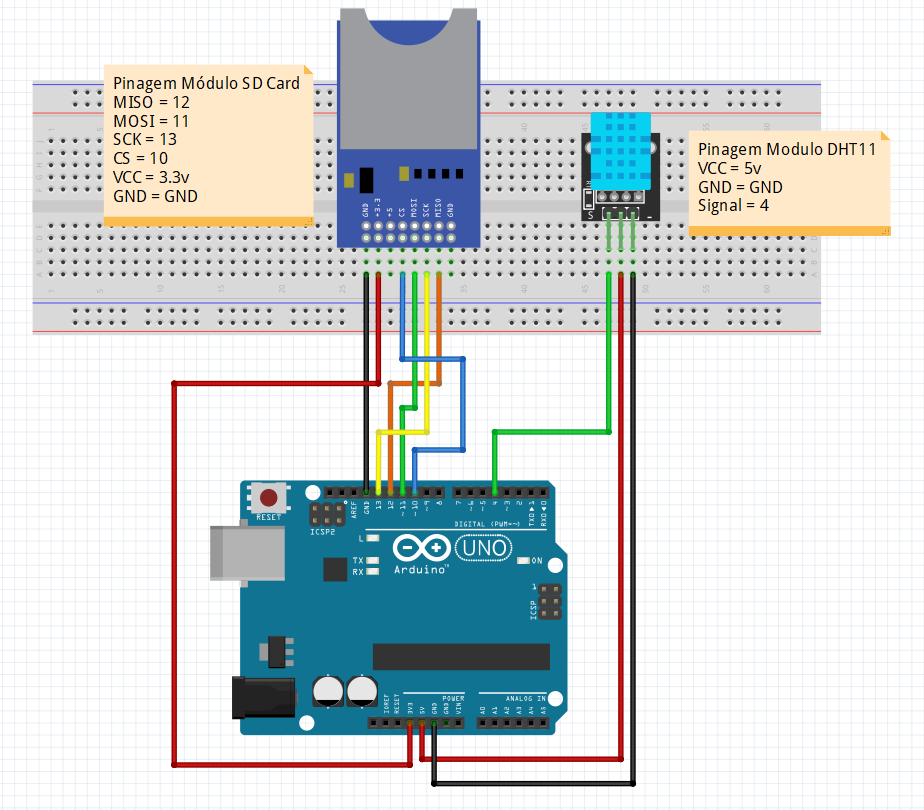 Pinagem Módulo SD Card
MISO = 12
MOSI = 11
SCK = 13
CS = 10
VCC = 3.3v
GND = GND
Pinagem Modulo DHT11
VCC = 5v
GND = GND
Signal = 4
GND
+3.3
+5
CS
MOSI
SCK
MISO
GND
S
-
RESET
ICSP2
AREF
GND
13
12
~11
~10
~9
8
7
~6
~5
4
~3
2
TXD
RXD
DIGITAL (PWM~)
L
TX
RX
Arduino™
UNO
ON
1
ICSP
IOREF
RESET
3V3
5V
GND
GND
VIN
POWER
ANALOG IN
A0
A1
A2
A3
A4
A5